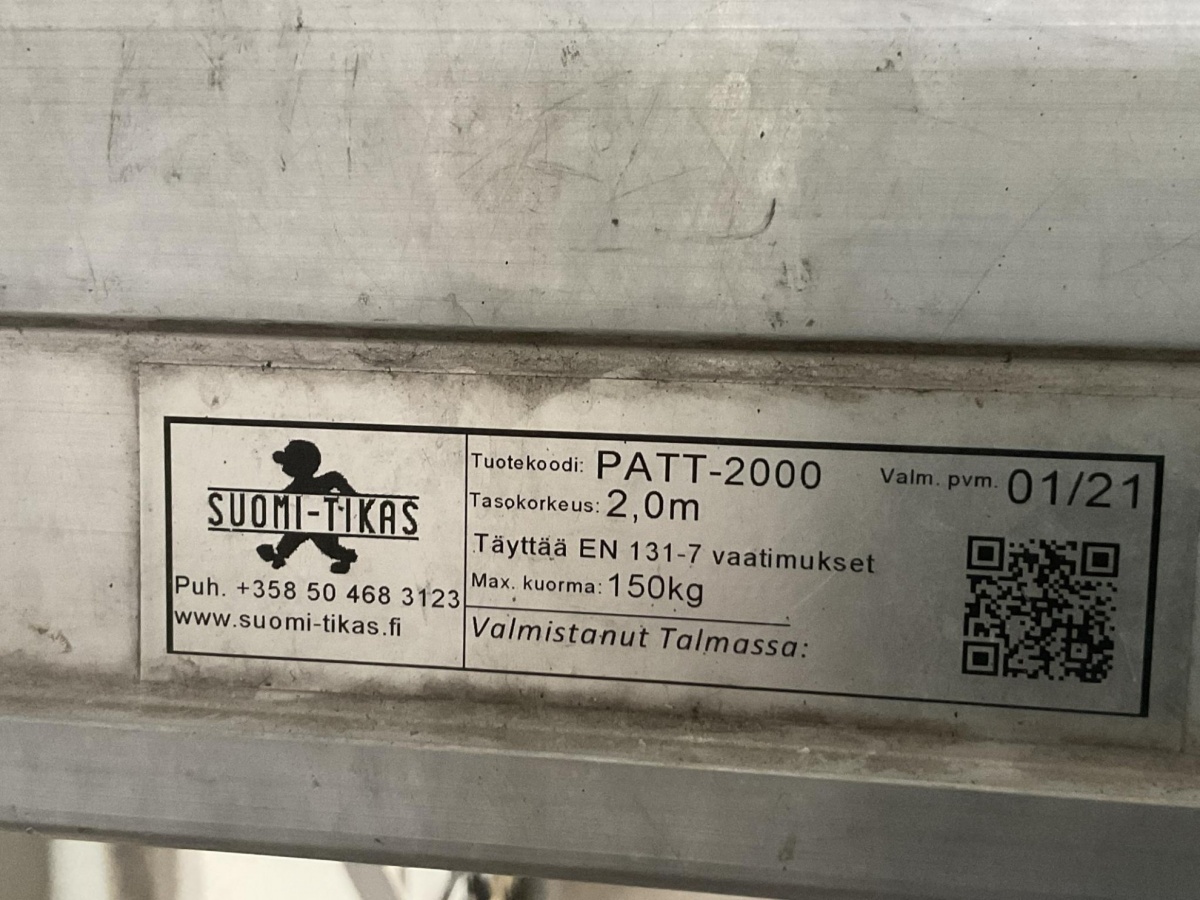 SUOMI-TIKAS
Puh. +358 50 468 3123
www.suomi-tikas.fi
Tuotekoodi: PATT-2000
Valm. pvm. 01/21
Tasokorkeus: 2,0m
Täyttää EN 131-7 vaatimukset
Max. kuorma: 150kg
Valmistanut Talmassa: